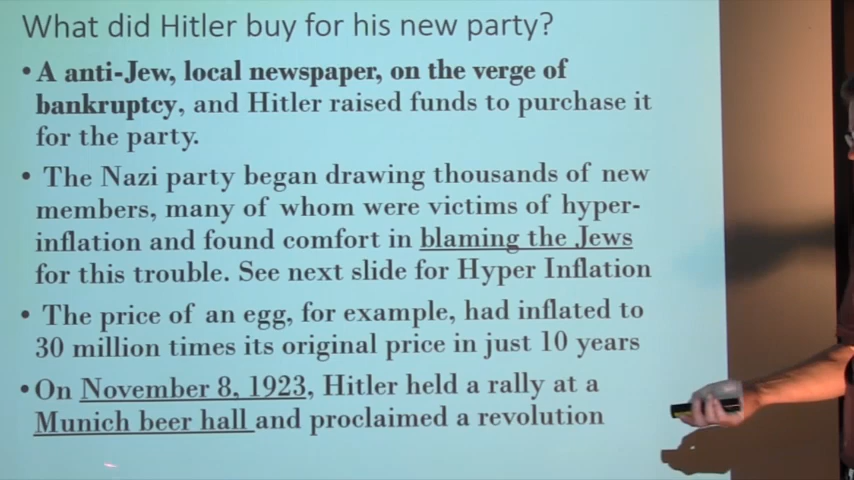 What did Hitler buy for his new party?
• A anti-Jew, local newspaper, on the verge of
bankruptcy, and Hitler raised funds to purchase it
for the party.
• The Nazi party began drawing thousands of new
members, many of whom were victims of hyper-
inflation and found comfort in blaming the Jews
for this trouble. See next slide for Hyper Inflation
• The price of an egg, for example, had inflated to
30 million times its original price in just 10 years
• On November 8, 1923, Hitler held a rally at a
Munich beer hall and proclaimed a revolution